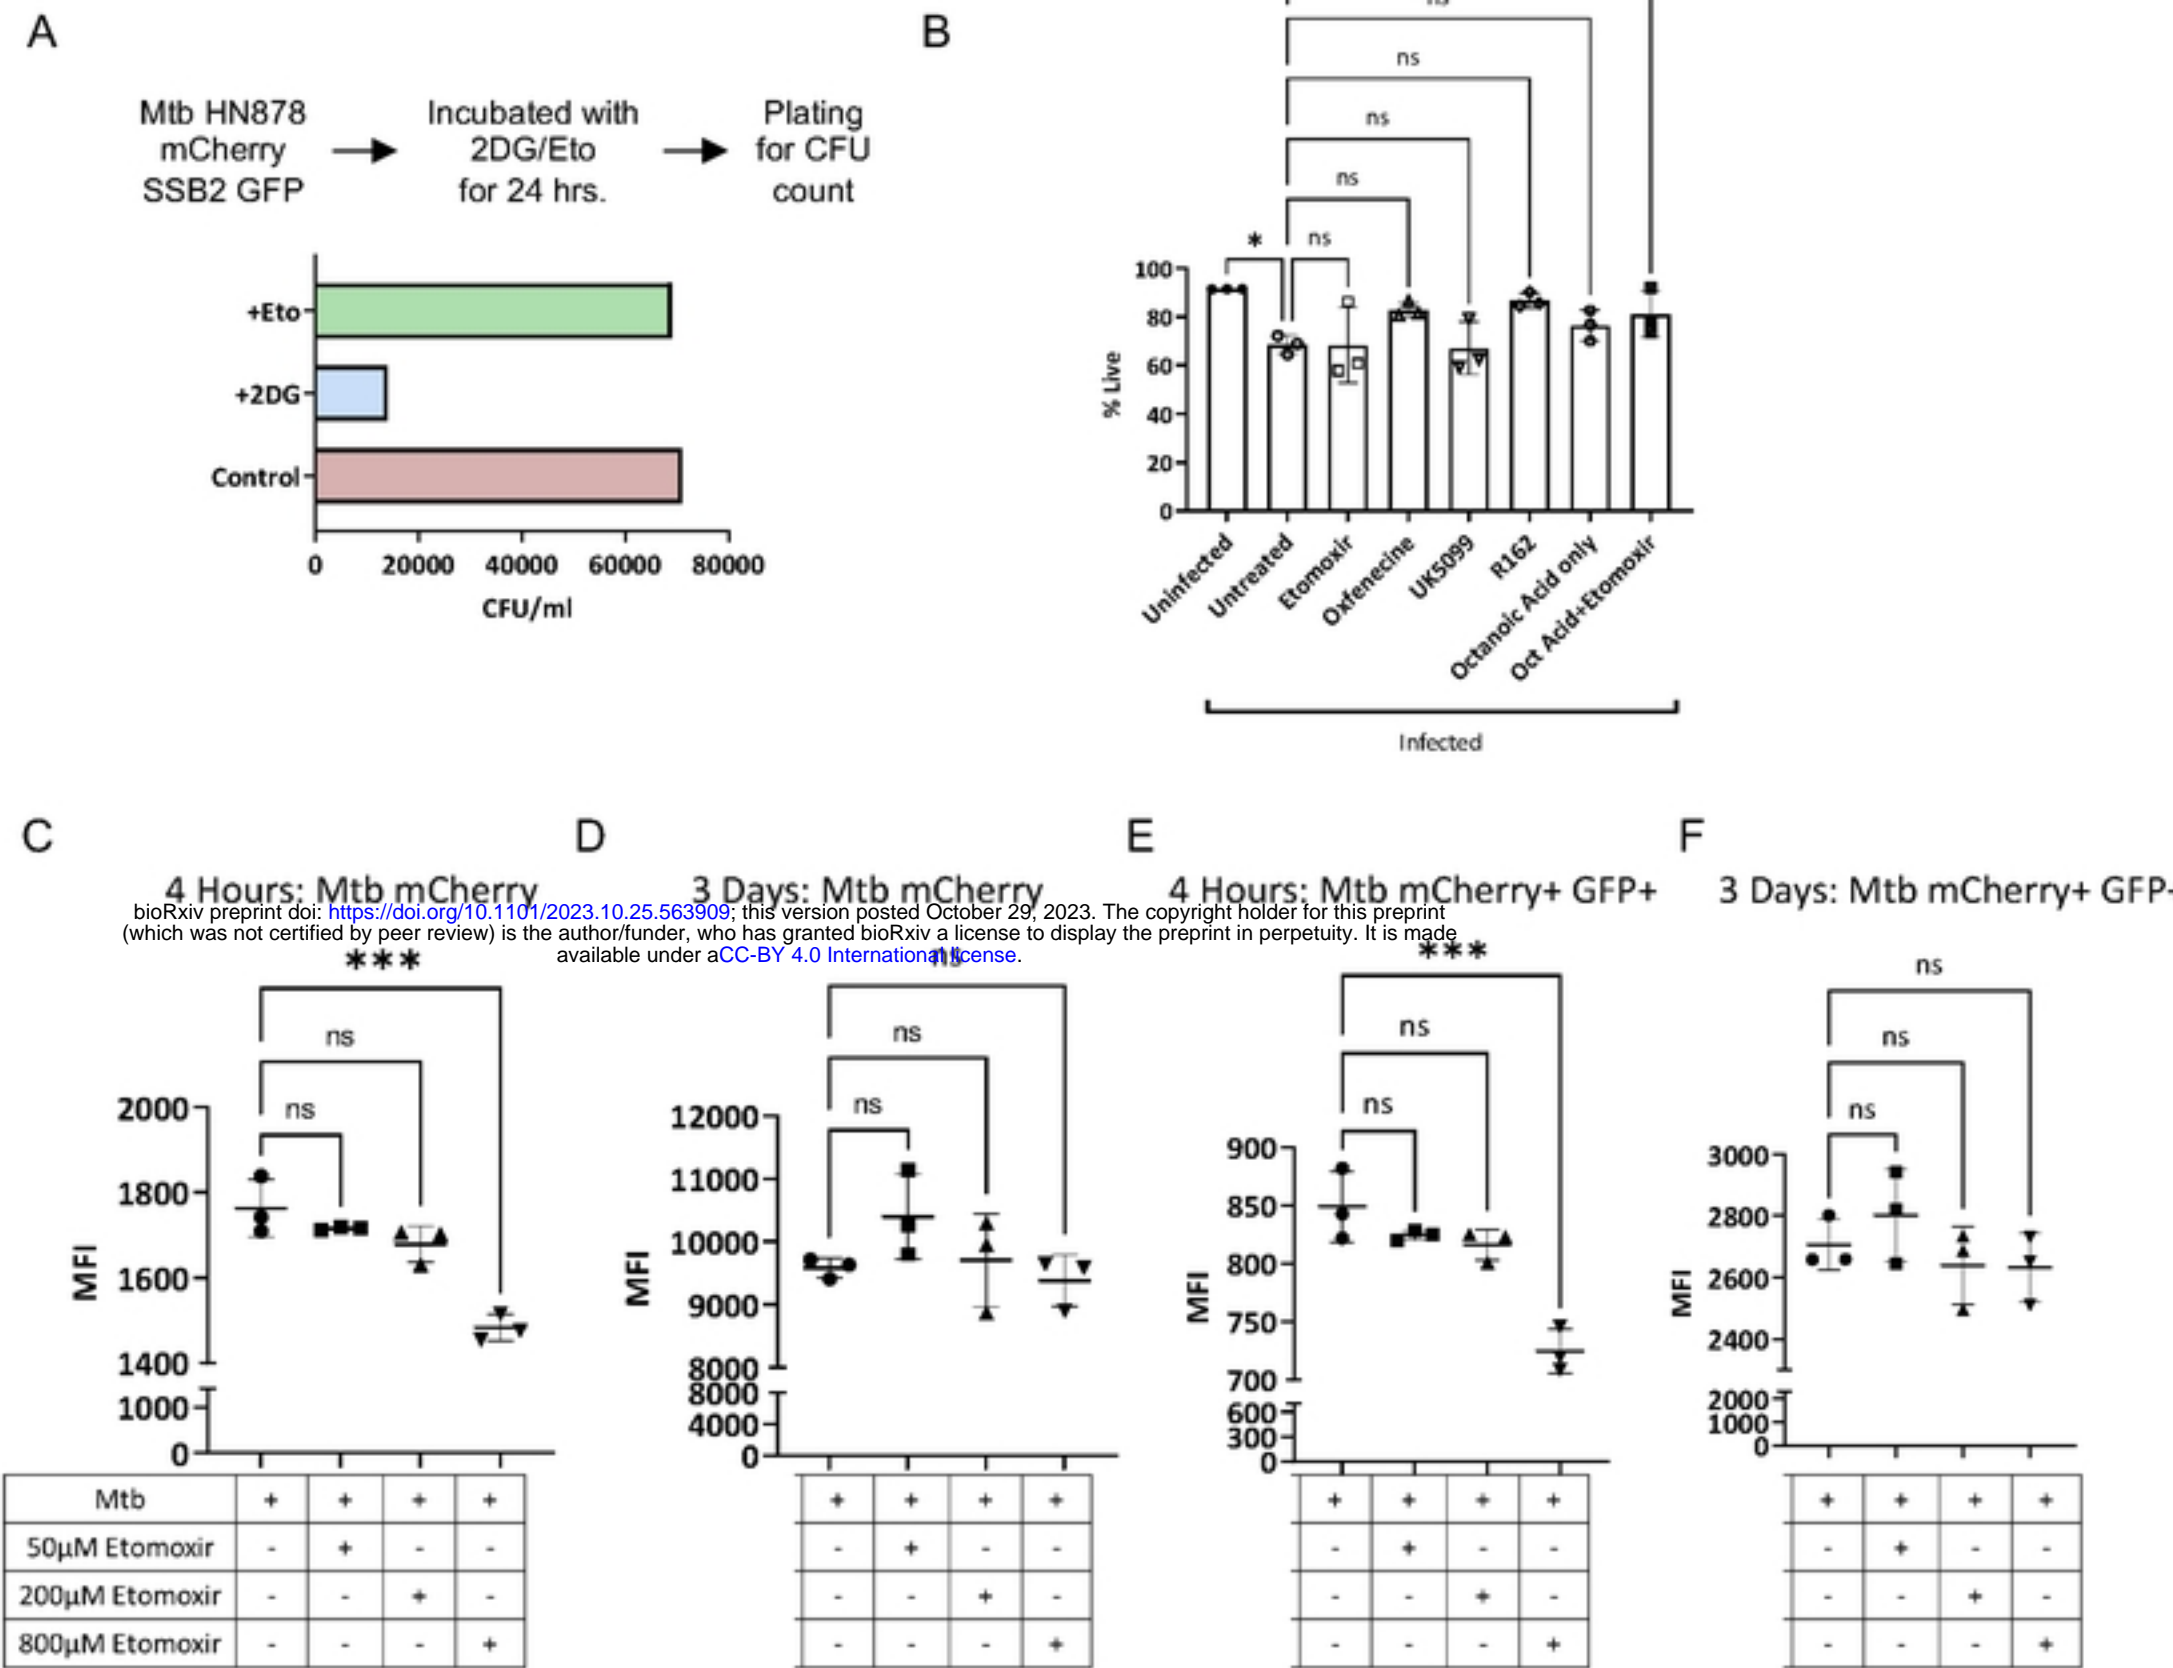 A
Mtb HN878
mCherry
SSB2 GFP
Incubated with
2DG/Eto
for 24 hrs.
Plating
for CFU
count
+Eto
+2DG
Control
0 20000 40000 60000 80000
CFU/ml
B
ns
ns
ns
ns
* ns
100
80
60
40
20
0
% Live
Uninfected
Untreated
Etomoxir
Oxfenecine
UK5099
R162
Octanoic Acid only
Oct Acid+Etomoxir
Infected
bioRxiv preprint doi: https://doi.org/10.1101/2023.10.25.563909; this version posted October 29, 2023. The copyright holder for this preprint
(which was not certified by peer review) is the author/funder, who has granted bioRxiv a license to display the preprint in perpetuity. It is made
available under aCC-BY 4.0 International license.
C
4 Hours: Mtb mCherry
***
ns
ns
2000
1800
1600
1400
1000
0
MFI
Mtb + + + +
50µM Etomoxir - + - -
200µM Etomoxir - - + -
800µM Etomoxir - - - +
D
3 Days: Mtb mCherry
ns
ns
ns
12000
11000
10000
9000
8000
8000
4000
0
MFI
+ + + +
- + - -
- - + -
- - - +
E
4 Hours: Mtb mCherry+ GFP+
***
ns
ns
900
850
800
750
700
600
300
0
MFI
+ + + +
- + - -
- - + -
- - - +
F
3 Days: Mtb mCherry+ GFP
ns
ns
ns
3000
2800
2600
2400
2000
1000
0
MFI
+ + + +
- + - -
- - + -
- - - +